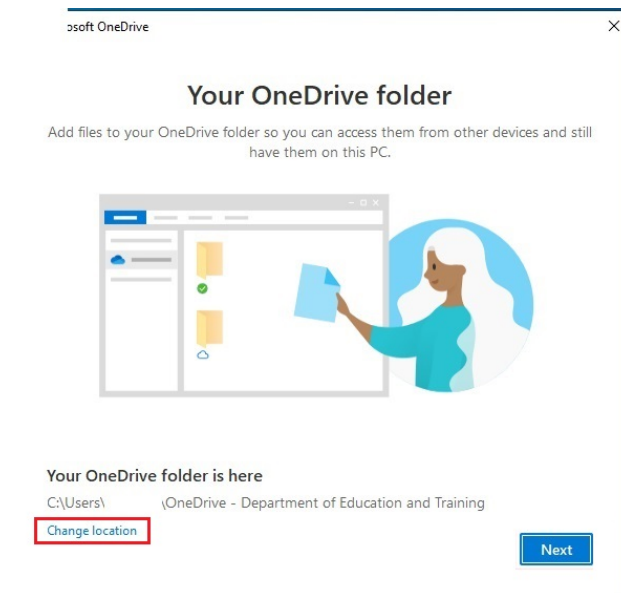 osoft OneDrive
Your OneDrive folder
Add files to your OneDrive folder so you can access them from other devices and still
have them on this PC.
Your OneDrive folder is here
C:\Users\ \OneDrive - Department of Education and Training
Change location
Next